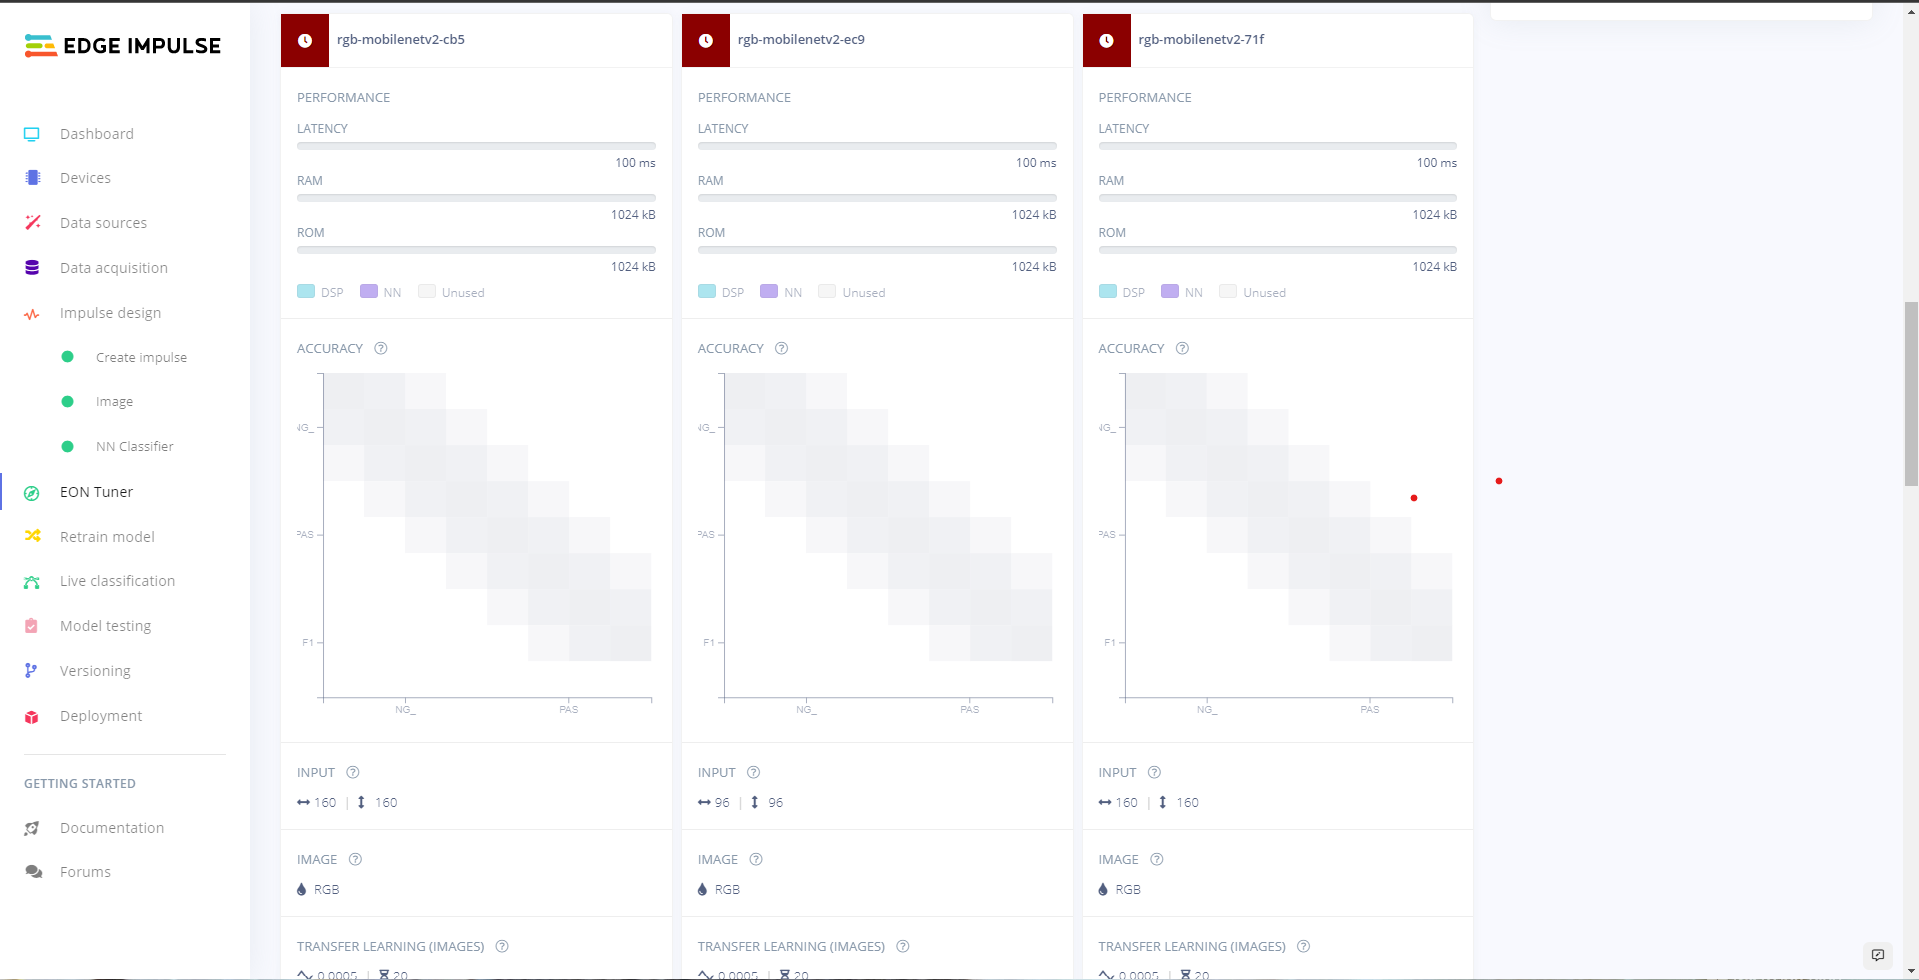 EDGE IMPULSE
Dashboard
Devices
Data sources
Data acquisition
Impulse design
Create impulse
Image
NN Classifier
EON Tuner
Retrain model
Live classification
Model testing
Versioning
Deployment
GETTING STARTED
Documentation
Forums
rgb-mobilenetv2-cb5
PERFORMANCE
LATENCY
100 ms
RAM
1024 kB
ROM
1024 kB
DSP NN Unused
ACCURACY
NG_
PAS
F1
NG_ PAS
INPUT
160 | 160
IMAGE
RGB
TRANSFER LEARNING (IMAGES)
0.0005 | 20
rgb-mobilenetv2-ec9
PERFORMANCE
LATENCY
100 ms
RAM
1024 kB
ROM
1024 kB
DSP NN Unused
ACCURACY
NG_
PAS
F1
NG_ PAS
INPUT
96 | 96
IMAGE
RGB
TRANSFER LEARNING (IMAGES)
0.0005 | 20
rgb-mobilenetv2-71f
PERFORMANCE
LATENCY
100 ms
RAM
1024 kB
ROM
1024 kB
DSP NN Unused
ACCURACY
NG_
PAS
F1
NG_ PAS
INPUT
160 | 160
IMAGE
RGB
TRANSFER LEARNING (IMAGES)
0.0005 | 20